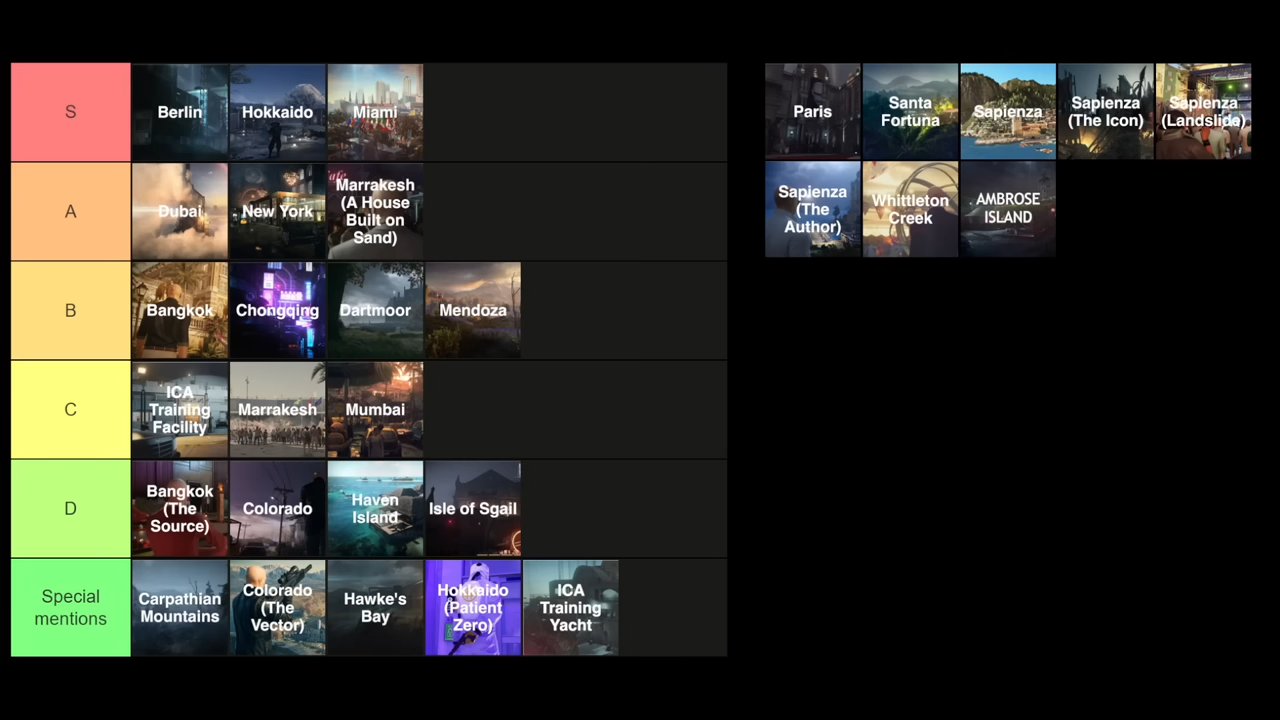 S
Berlin
Hokkaido
Miami
A
Dubai
New York
Marrakesh
(A House
Built on
Sand)
B
Bangkok
Chongqing
Dartmoor
Mendoza
C
ICA
Training
Facility
Marrakesh
Mumbai
D
Bangkok
(The
Source)
Colorado
Haven
Island
Isle of Sgail
Special
mentions
Carpathian
Mountains
Colorado
(The
Vector)
Hawke's
Bay
Hokkaido
(Patient
Zero)
ICA
Training
Yacht
Paris
Santa
Fortuna
Sapienza
Sapienza
(The Icon)
Sapienza
(Landslide)
Sapienza
(The
Author)
Whittleton
Creek
AMBROSE
ISLAND